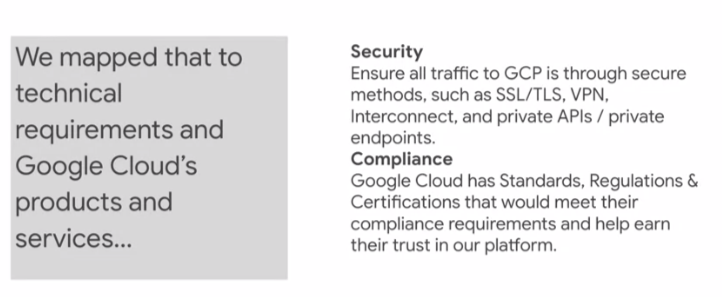 We mapped that to
technical
requirements and
Google Cloud's
products and
services...
Security
Ensure all traffic to GCP is through secure
methods, such as SSL/TLS, VPN,
Interconnect, and private APIs / private
endpoints.
Compliance
Google Cloud has Standards, Regulations &
Certifications that would meet their
compliance requirements and help earn
their trust in our platform.